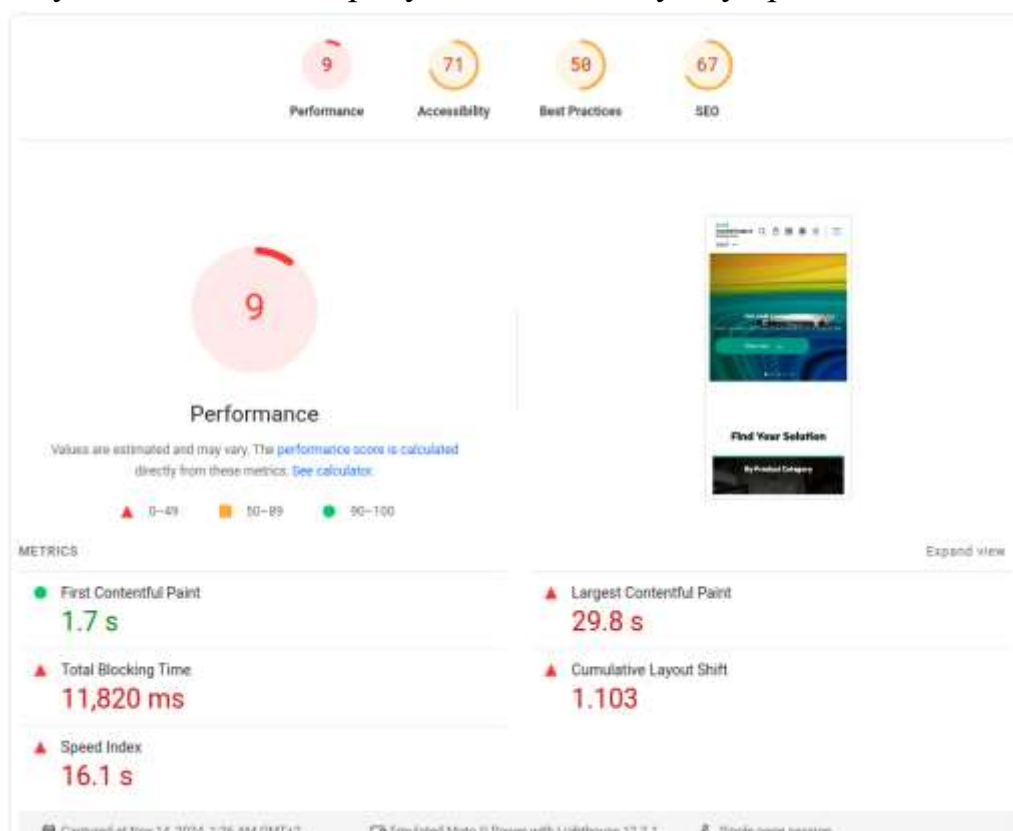 9 71 50 67
Performance Accessibility Best Practices SEO
9
Performance
Values are estimated and may vary. The performance score is calculated
directly from these metrics. See calculator.
0–49 50–89 90–100
Find Your Solution
By Product Category
METRICS Expand view
First Contentful Paint Largest Contentful Paint
1.7 s 29.8 s
Total Blocking Time Cumulative Layout Shift
11,820 ms 1.103
Speed Index
16.1 s